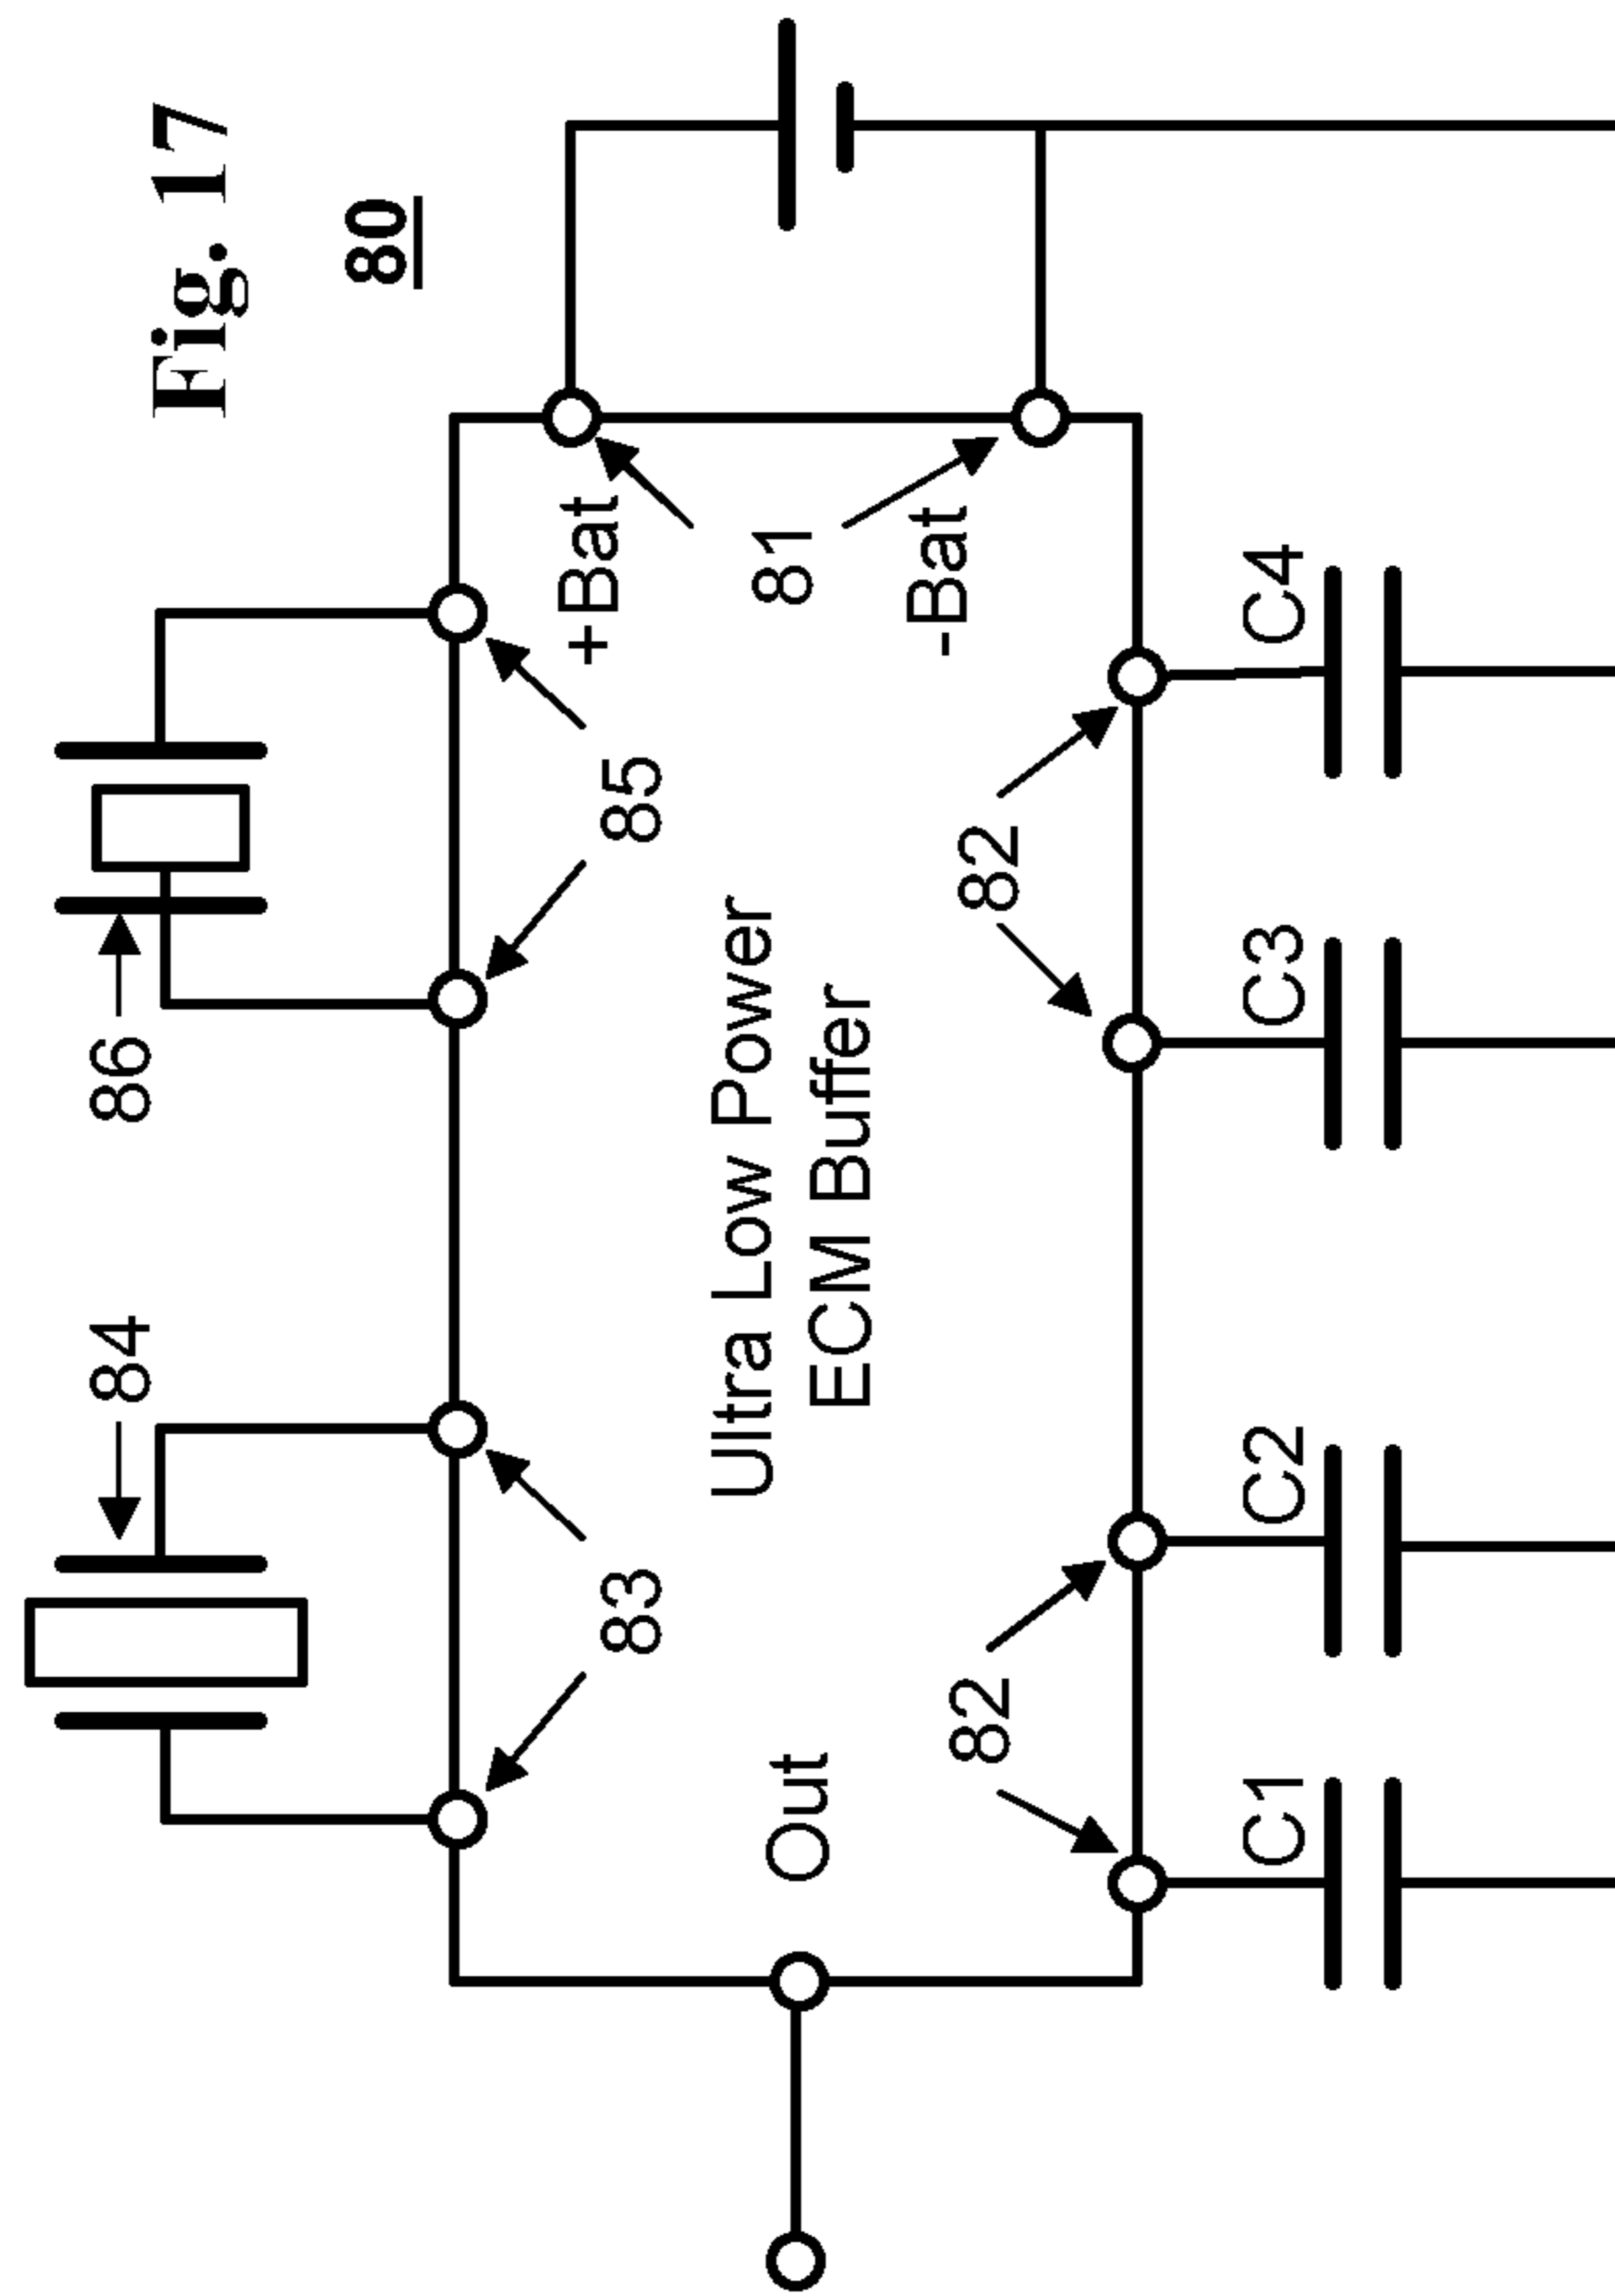 Fig. 17
80
84
86
83
85
+Bat
81
-Bat
Ultra Low Power
ECM Buffer
Out
82
82
C1
C2
C3
C4